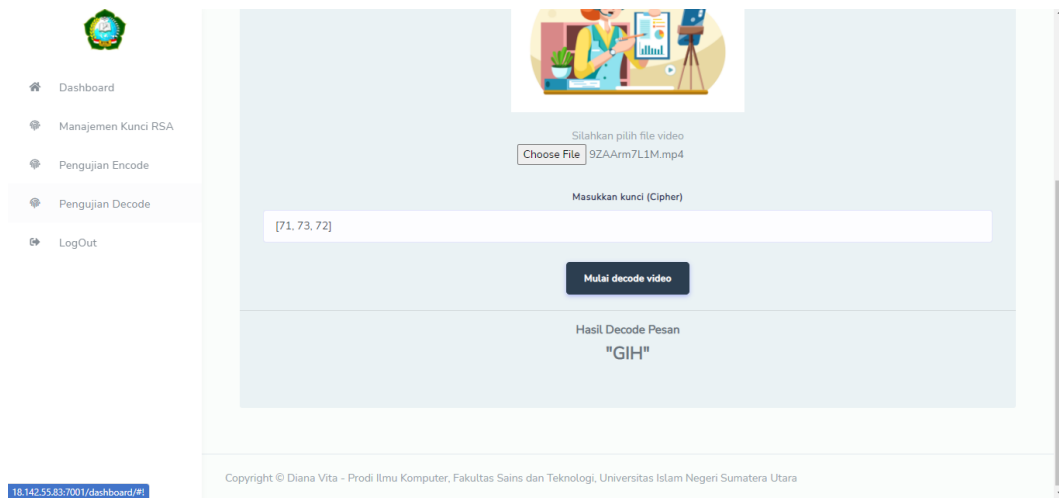 Dashboard
Manajemen Kunci RSA
Pengujian Encode
Pengujian Decode
LogOut
Silahkan pilih file video
Choose File 9ZAArm7L1M.mp4
Masukkan kunci (Cipher)
[71, 73, 72]
Mulai decode video
Hasil Decode Pesan
"GIH"
Copyright © Diana Vita - Prodi Ilmu Komputer, Fakultas Sains dan Teknologi, Universitas Islam Negeri Sumatera Utara
18.142.55.83:7001/dashboard/#!